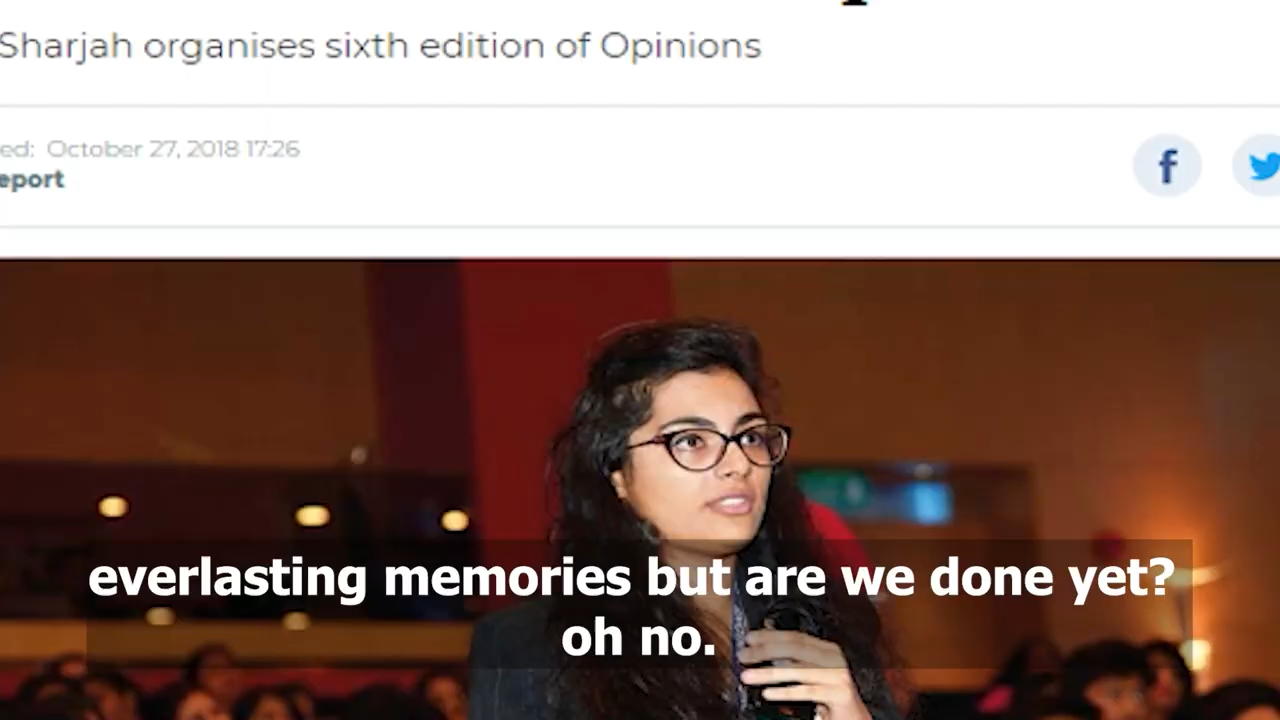 Sharjah organises sixth edition of Opinions
ed: October 27, 2018 17:26
eport
everlasting memories but are we done yet?
oh no.